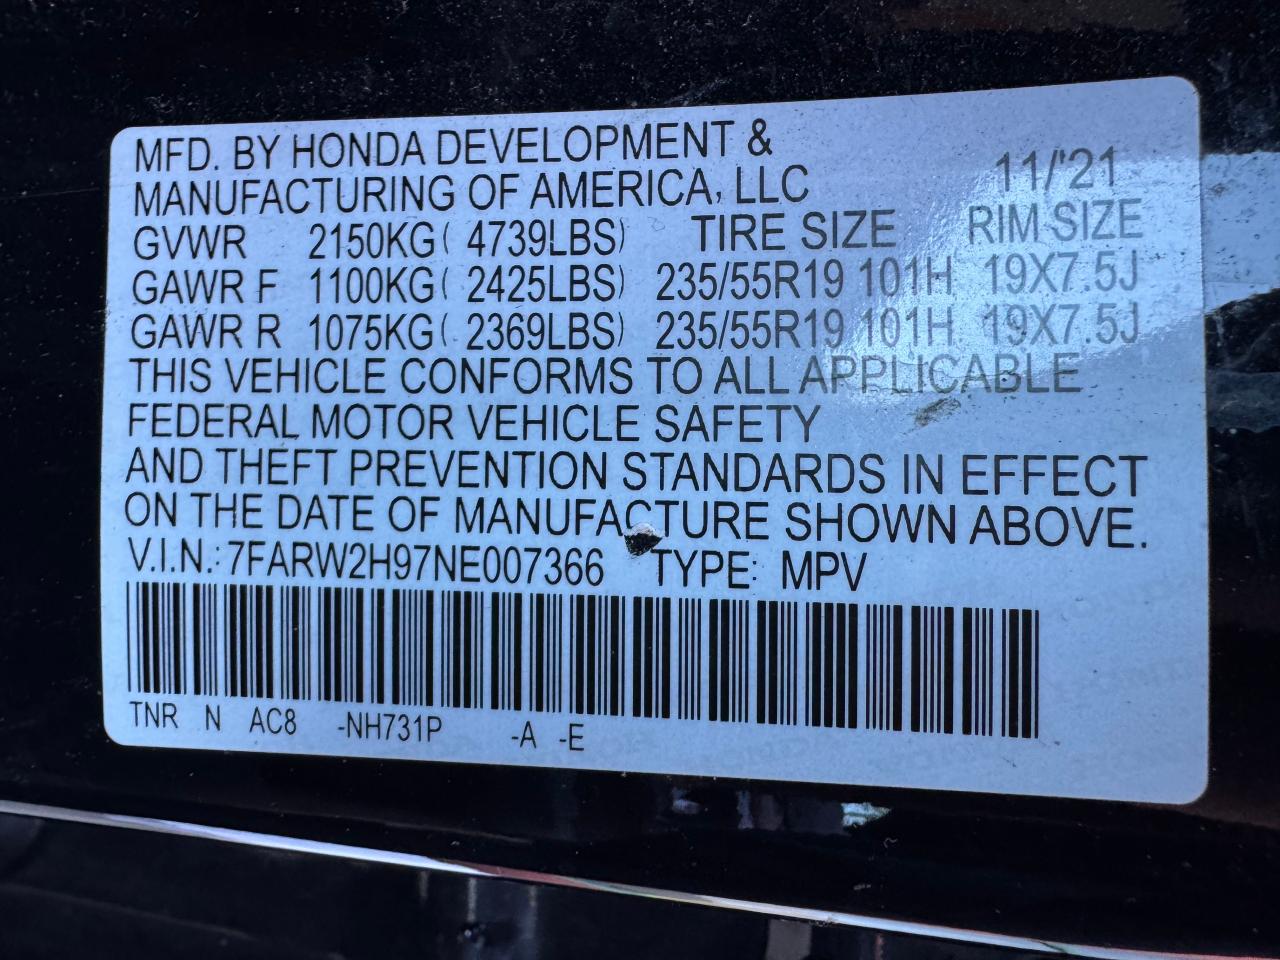 MFD. BY HONDA DEVELOPMENT &
MANUFACTURING OF AMERICA, LLC 11/'21
GVWR 2150KG( 4739LBS) TIRE SIZE RIM SIZE
GAWR F 1100KG( 2425LBS) 235/55R19 101H 19X7.5J
GAWR R 1075KG( 2369LBS) 235/55R19 101H 19X7.5J
THIS VEHICLE CONFORMS TO ALL APPLICABLE
FEDERAL MOTOR VEHICLE SAFETY
AND THEFT PREVENTION STANDARDS IN EFFECT
ON THE DATE OF MANUFACTURE SHOWN ABOVE.
V.I.N.: 7FARW2H97NE007366 TYPE: MPV
TNR N AC8 -NH731P -A -E